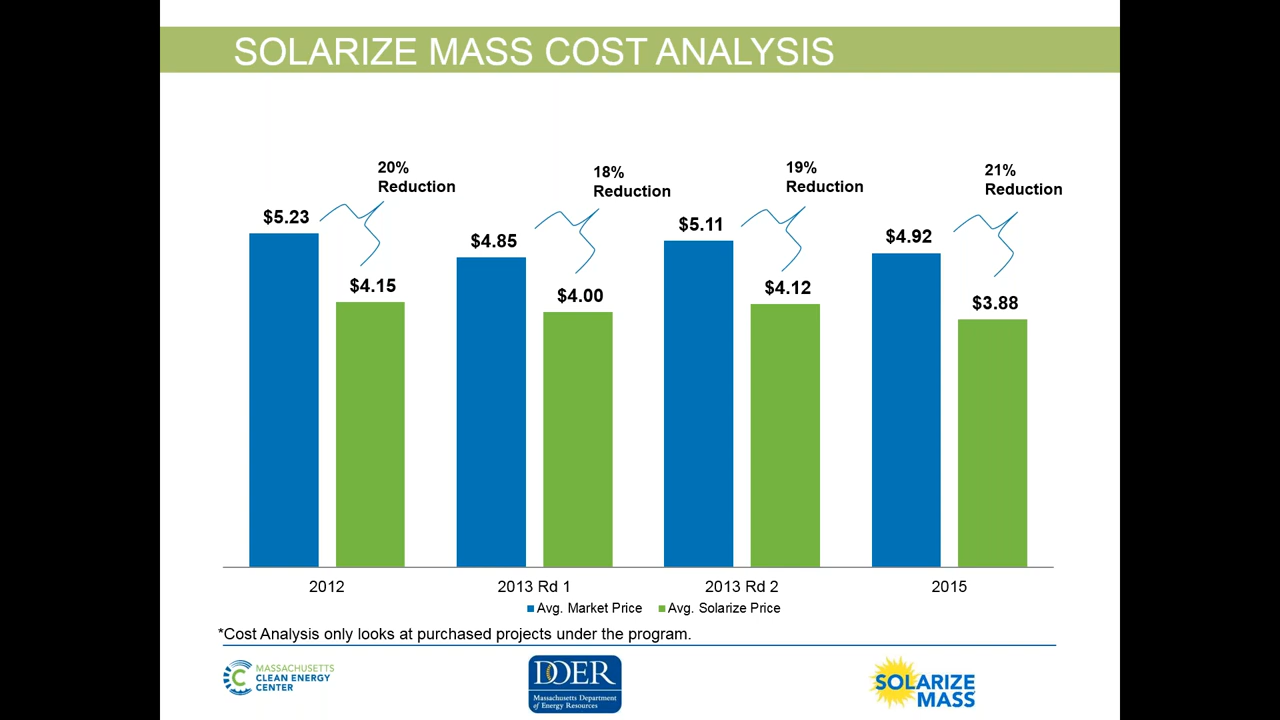 SOLARIZE MASS COST ANALYSIS
20%
Reduction
18%
Reduction
19%
Reduction
21%
Reduction
$5.23
$4.15
$4.85
$4.00
$5.11
$4.12
$4.92
$3.88
2012
2013 Rd 1
2013 Rd 2
2015
Avg. Market Price
Avg. Solarize Price
*Cost Analysis only looks at purchased projects under the program.
MASSACHUSETTS
CLEAN ENERGY
CENTER
DOER
Massachusetts Department
of Energy Resources
SOLARIZE
MASS